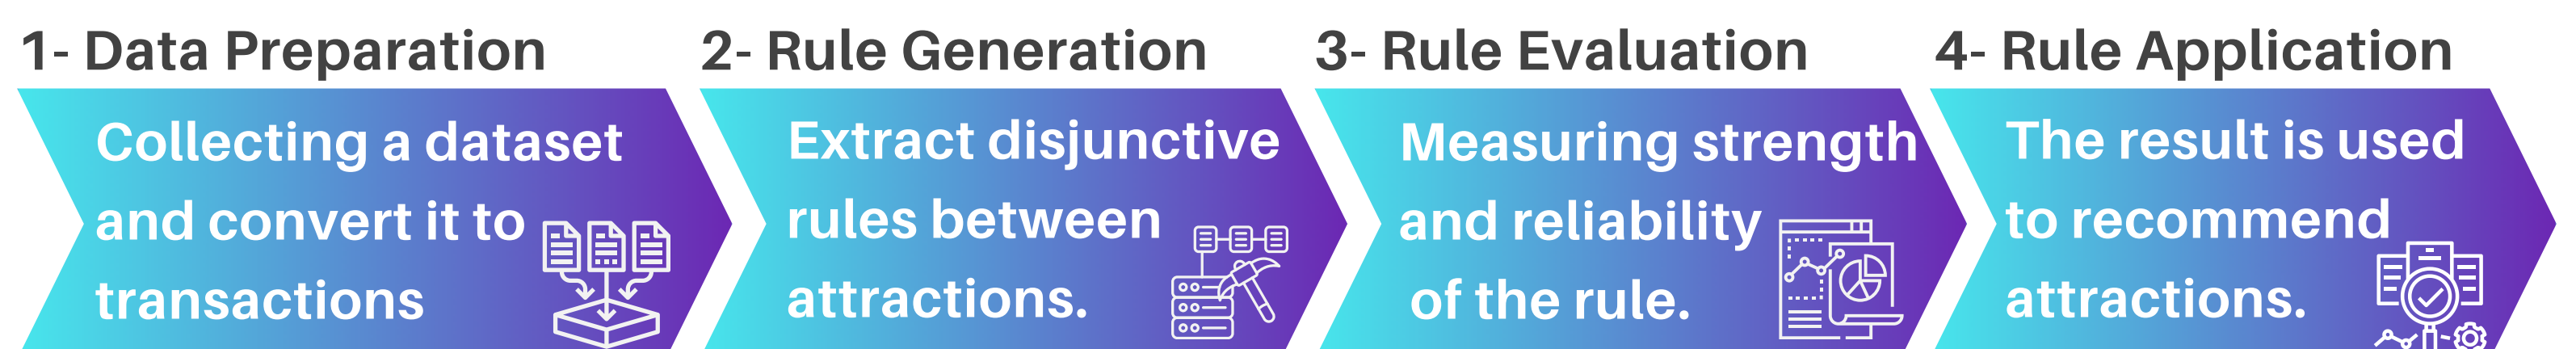 1- Data Preparation
Collecting a dataset
and convert it to
transactions
2- Rule Generation
Extract disjunctive
rules between
attractions.
3- Rule Evaluation
Measuring strength
and reliability
of the rule.
4- Rule Application
The result is used
to recommend
attractions.